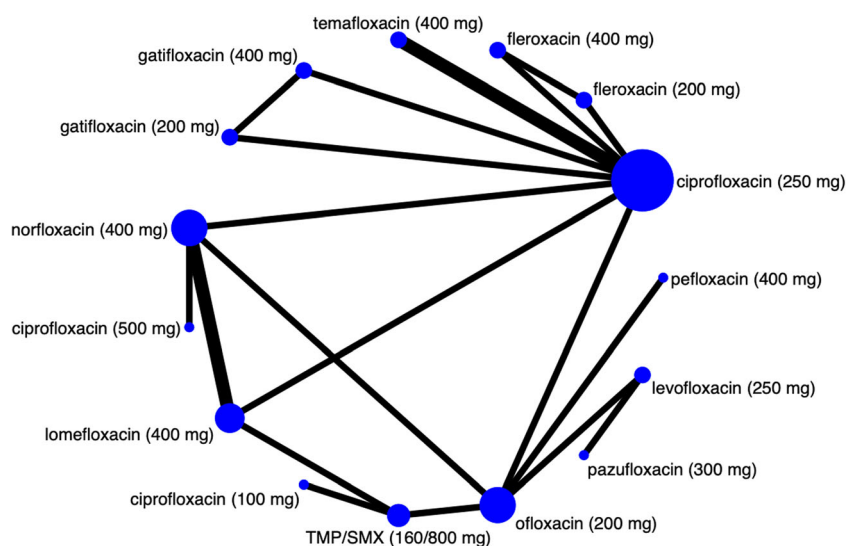 temafloxacin (400 mg)
fleroxacin (400 mg)
gatifloxacin (400 mg)
fleroxacin (200 mg)
gatifloxacin (200 mg)
ciprofloxacin (250 mg)
norfloxacin (400 mg)
pefloxacin (400 mg)
ciprofloxacin (500 mg)
levofloxacin (250 mg)
lomefloxacin (400 mg)
pazufloxacin (300 mg)
ciprofloxacin (100 mg)
ofloxacin (200 mg)
TMP/SMX (160/800 mg)